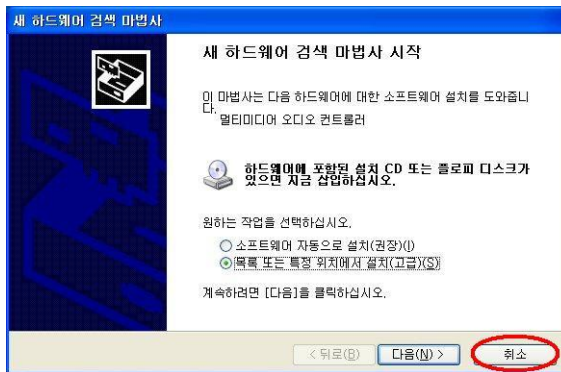 새 하드웨어 검색 마법사
새 하드웨어 검색 마법사 시작
이 마법사는 다음 하드웨어에 대한 소프트웨어 설치를 도와줍니
다.
멀티미디어 오디오 컨트롤러
하드웨어에 포함된 설치 CD 또는 플로피 디스크가
있으면 지금 삽입하십시오.
원하는 작업을 선택하십시오.
소프트웨어 자동으로 설치(권장)(I)
목록 또는 특정 위치에서 설치(고급)(S)
계속하려면 [다음]을 클릭하십시오.
< 뒤로(B) 다음(N) > 취소